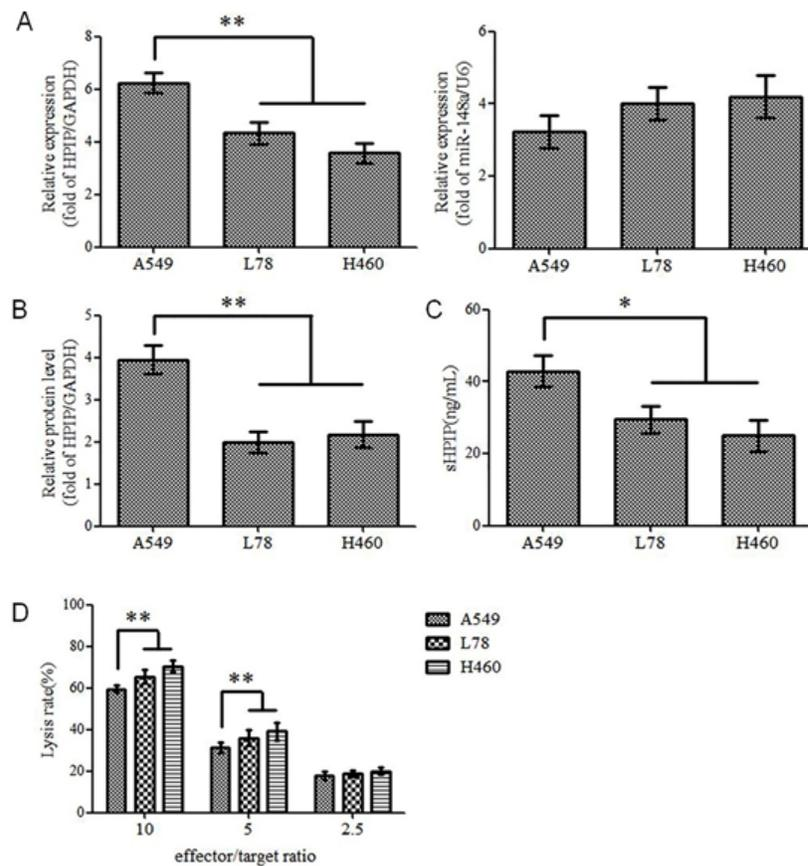 A
**
Relative expression
(fold of HPIP/GAPDH)
8
6
4
2
0
A549 L78 H460
Relative expression
(fold of miR-148a/U6)
6
4
2
0
A549 L78 H460
B
**
Relative protein level
(fold of HPIP/GAPDH)
5
4
3
2
1
0
A549 L78 H460
C
*
sHPIP(ng/mL)
60
40
20
0
A549 L78 H460
D
**
**
Lysis rate(%)
100
80
60
40
20
0
10 5 2.5
effector/target ratio
A549
L78
H460